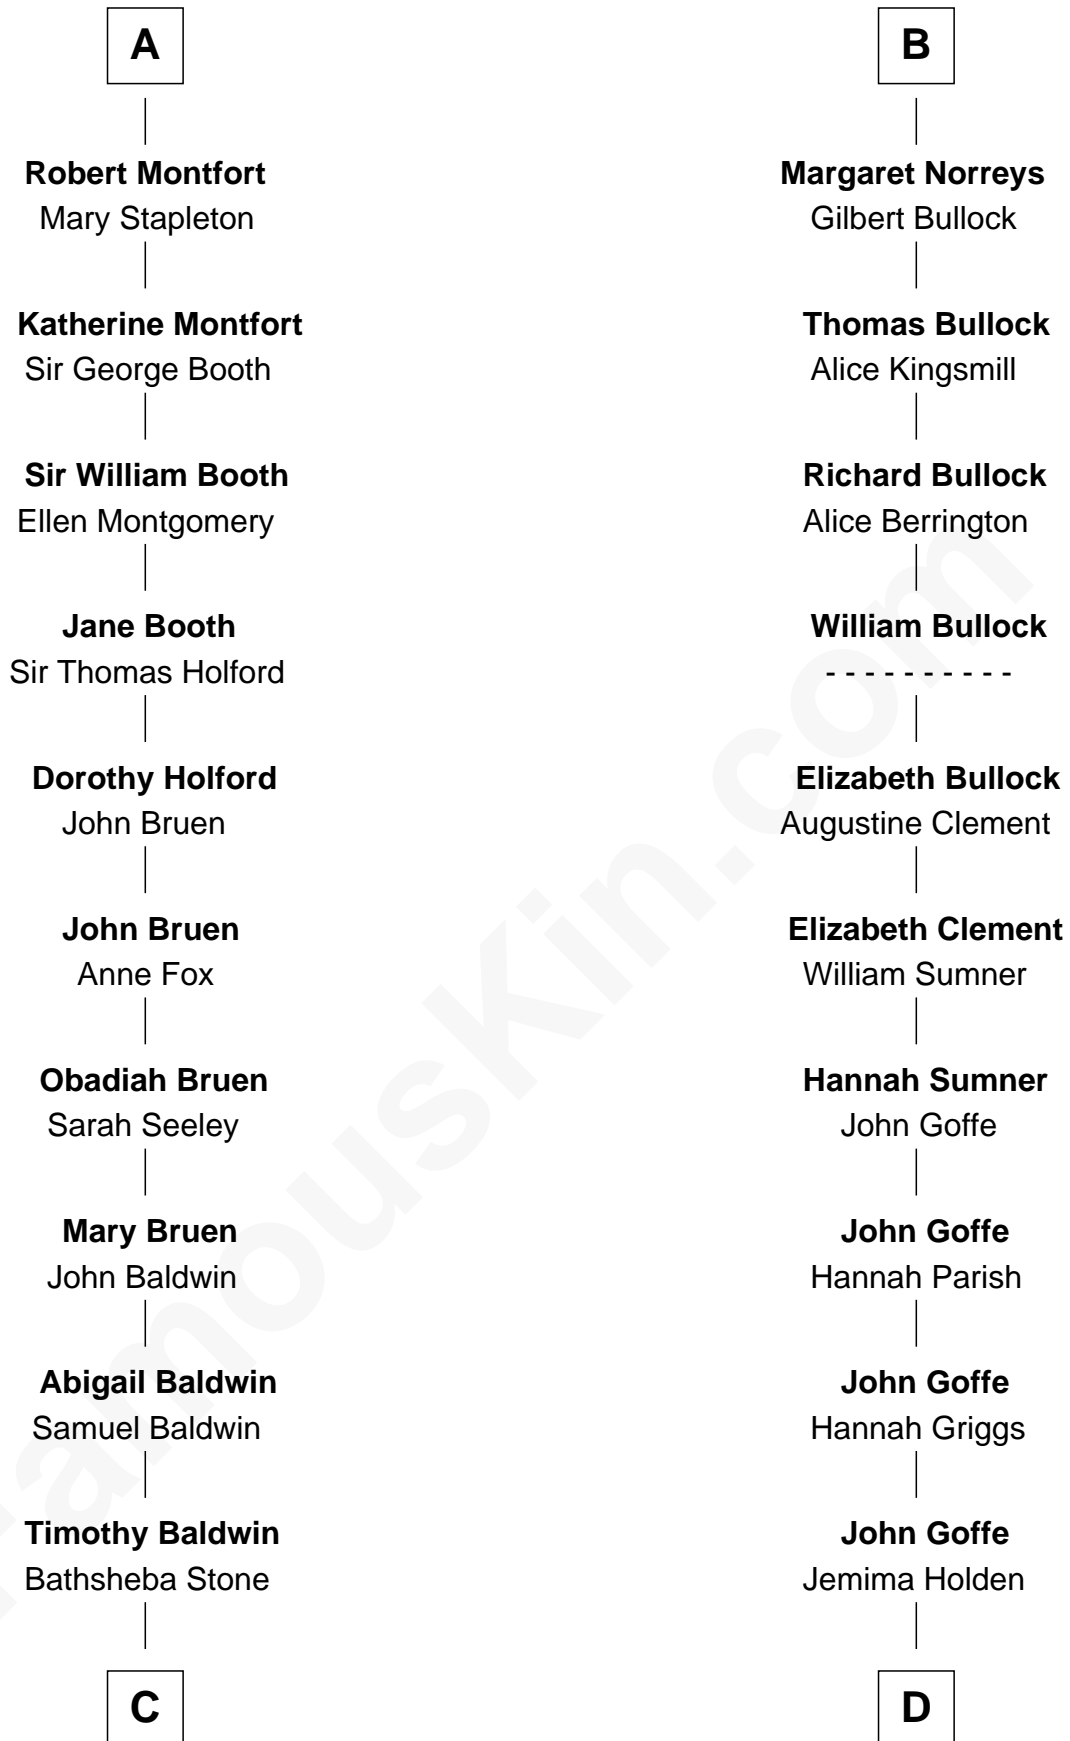 A
Robert Montfort
Mary Stapleton
Katherine Montfort
Sir George Booth
Sir William Booth
Ellen Montgomery
Jane Booth
Sir Thomas Holford
Dorothy Holford
John Bruen
John Bruen
Anne Fox
Obadiah Bruen
Sarah Seeley
Mary Bruen
John Baldwin
Abigail Baldwin
Samuel Baldwin
Timothy Baldwin
Bathsheba Stone
C
B
Margaret Norreys
Gilbert Bullock
Thomas Bullock
Alice Kingsmill
Richard Bullock
Alice Berrington
William Bullock
- - - - - - - - - -
Elizabeth Bullock
Augustine Clement
Elizabeth Clement
William Sumner
Hannah Sumner
John Goffe
John Goffe
Hannah Parish
John Goffe
Hannah Griggs
John Goffe
Jemima Holden
D
FamousKin.com